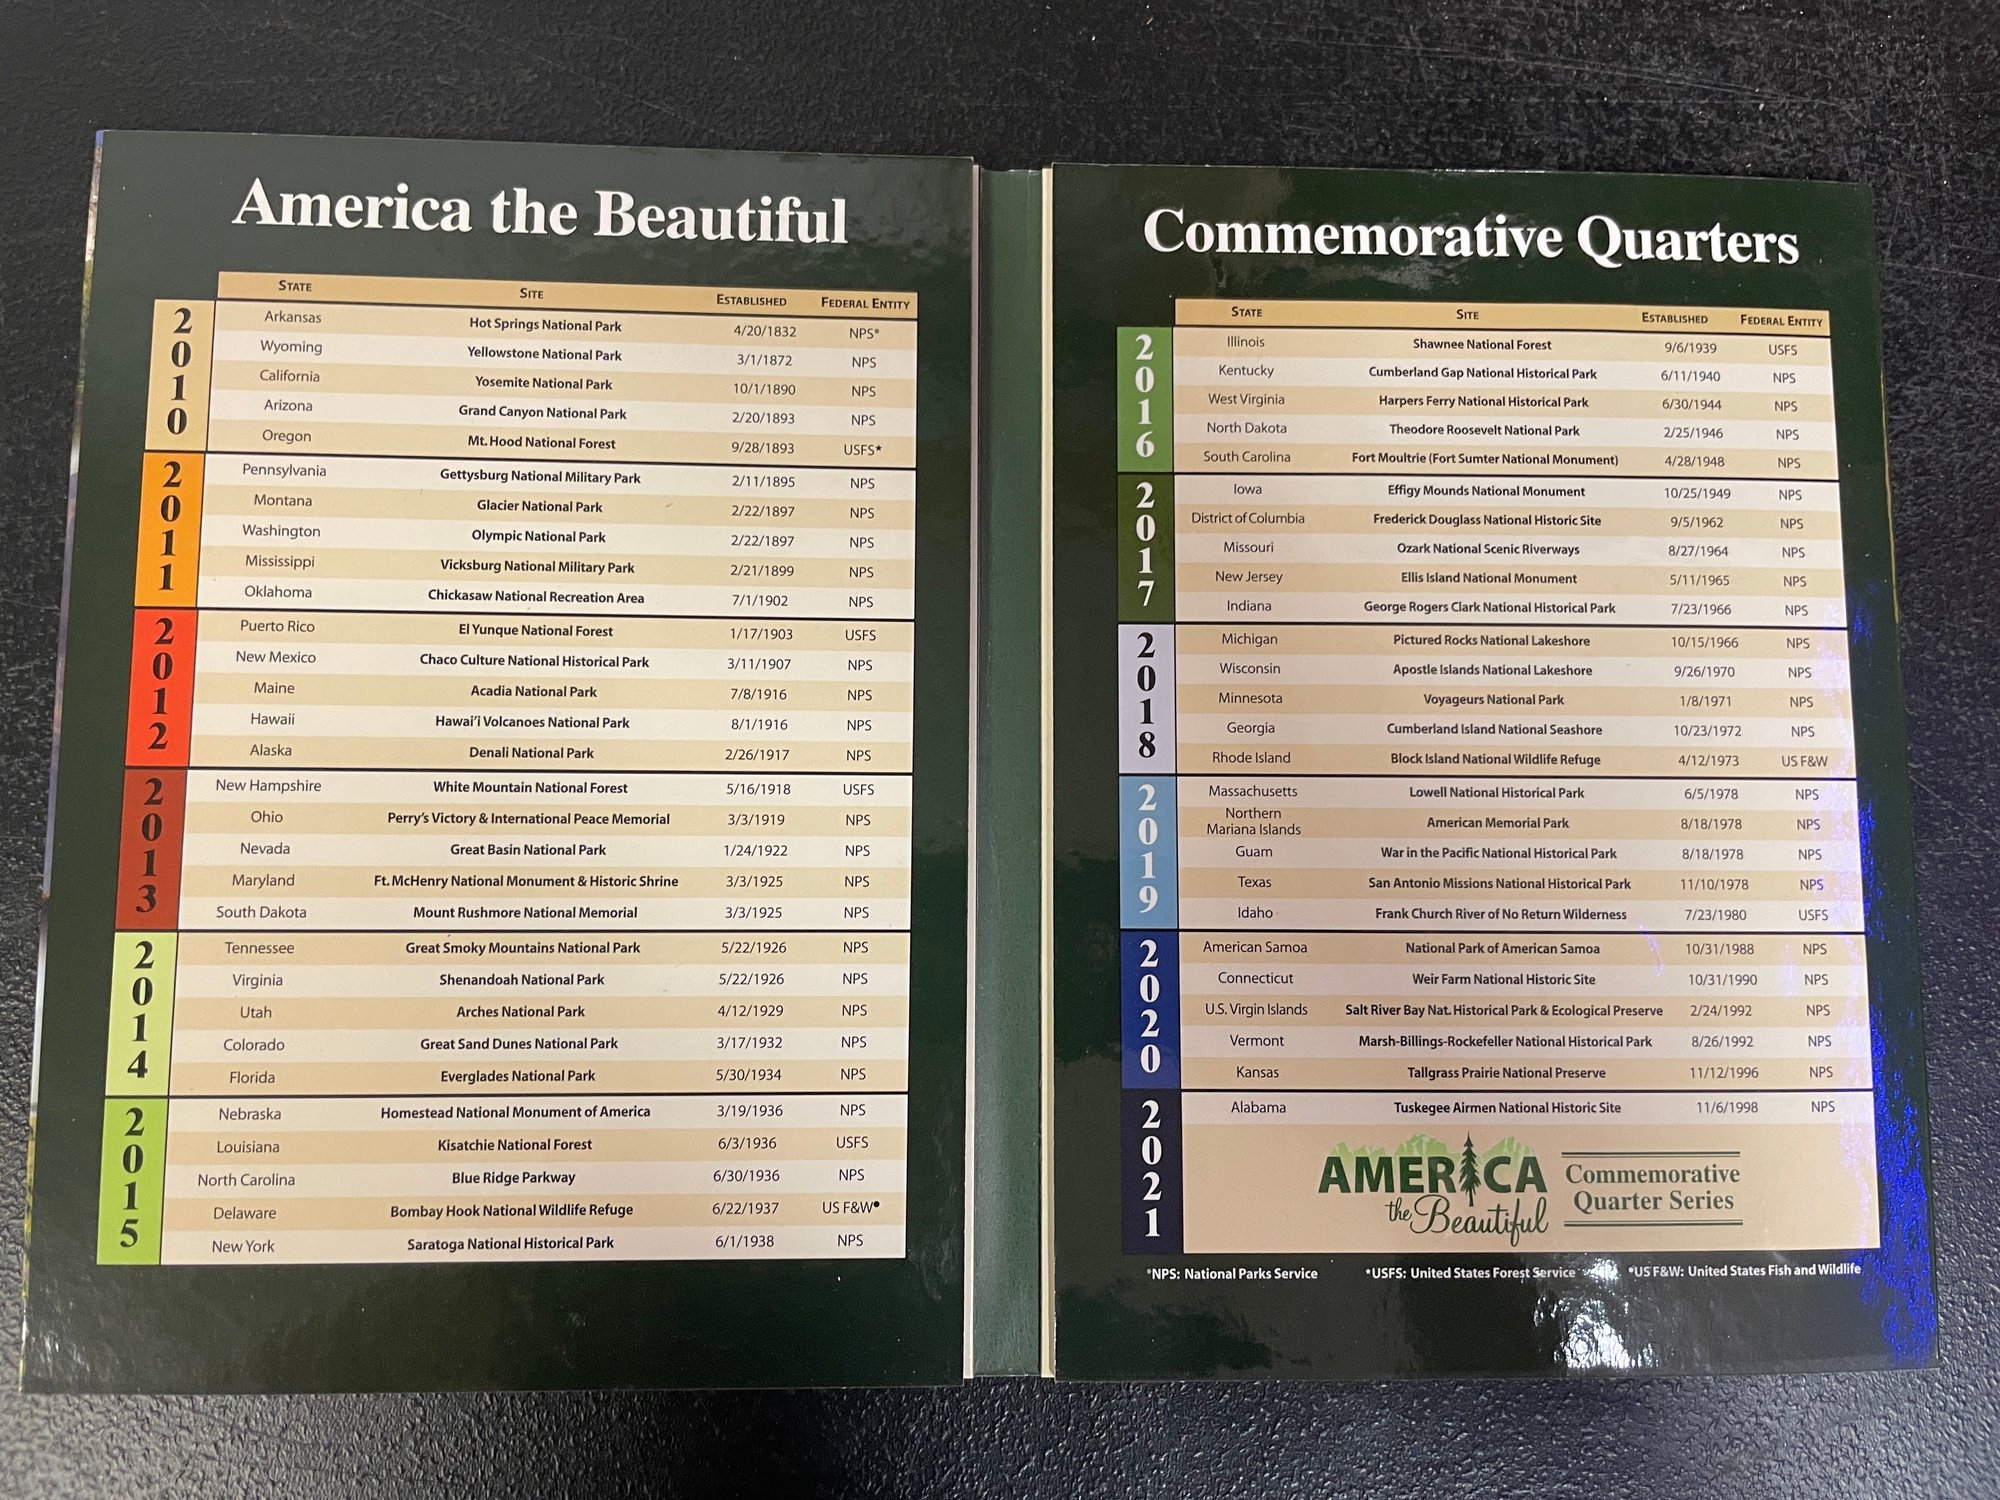 America the Beautiful
STATE SITE ESTABLISHED FEDERAL ENTITY
2010
Arkansas Hot Springs National Park 4/20/1832 NPS*
Wyoming Yellowstone National Park 3/1/1872 NPS
California Yosemite National Park 10/1/1890 NPS
Arizona Grand Canyon National Park 2/20/1893 NPS
Oregon Mt. Hood National Forest 9/28/1893 USFS*
2011
Pennsylvania Gettysburg National Military Park 2/11/1895 NPS
Montana Glacier National Park 2/22/1897 NPS
Washington Olympic National Park 2/22/1897 NPS
Mississippi Vicksburg National Military Park 2/21/1899 NPS
Oklahoma Chickasaw National Recreation Area 7/1/1902 NPS
2012
Puerto Rico El Yunque National Forest 1/17/1903 USFS
New Mexico Chaco Culture National Historical Park 3/11/1907 NPS
Maine Acadia National Park 7/8/1916 NPS
Hawaii Hawai'i Volcanoes National Park 8/1/1916 NPS
Alaska Denali National Park 2/26/1917 NPS
2013
New Hampshire White Mountain National Forest 5/16/1918 USFS
Ohio Perry's Victory & International Peace Memorial 3/3/1919 NPS
Nevada Great Basin National Park 1/24/1922 NPS
Maryland Ft. McHenry National Monument & Historic Shrine 3/3/1925 NPS
South Dakota Mount Rushmore National Memorial 3/3/1925 NPS
2014
Tennessee Great Smoky Mountains National Park 5/22/1926 NPS
Virginia Shenandoah National Park 5/22/1926 NPS
Utah Arches National Park 4/12/1929 NPS
Colorado Great Sand Dunes National Park 3/17/1932 NPS
Florida Everglades National Park 5/30/1934 NPS
2015
Nebraska Homestead National Monument of America 3/19/1936 NPS
Louisiana Kisatchie National Forest 6/3/1936 USFS
North Carolina Blue Ridge Parkway 6/30/1936 NPS
Delaware Bombay Hook National Wildlife Refuge 6/22/1937 US F&W•
New York Saratoga National Historical Park 6/1/1938 NPS
Commemorative Quarters
STATE SITE ESTABLISHED FEDERAL ENTITY
2016
Illinois Shawnee National Forest 9/6/1939 USFS
Kentucky Cumberland Gap National Historical Park 6/11/1940 NPS
West Virginia Harpers Ferry National Historical Park 6/30/1944 NPS
North Dakota Theodore Roosevelt National Park 2/25/1946 NPS
South Carolina Fort Moultrie (Fort Sumter National Monument) 4/28/1948 NPS
2017
Iowa Effigy Mounds National Monument 10/25/1949 NPS
District of Columbia Frederick Douglass National Historic Site 9/5/1962 NPS
Missouri Ozark National Scenic Riverways 8/27/1964 NPS
New Jersey Ellis Island National Monument 5/11/1965 NPS
Indiana George Rogers Clark National Historical Park 7/23/1966 NPS
2018
Michigan Pictured Rocks National Lakeshore 10/15/1966 NPS
Wisconsin Apostle Islands National Lakeshore 9/26/1970 NPS
Minnesota Voyageurs National Park 1/8/1971 NPS
Georgia Cumberland Island National Seashore 10/23/1972 NPS
Rhode Island Block Island National Wildlife Refuge 4/12/1973 US F&W
2019
Massachusetts Lowell National Historical Park 6/5/1978 NPS
Northern
Mariana Islands American Memorial Park 8/18/1978 NPS
Guam War in the Pacific National Historical Park 8/18/1978 NPS
Texas San Antonio Missions National Historical Park 11/10/1978 NPS
Idaho Frank Church River of No Return Wilderness 7/23/1980 USFS
2020
American Samoa National Park of American Samoa 10/31/1988 NPS
Connecticut Weir Farm National Historic Site 10/31/1990 NPS
U.S. Virgin Islands Salt River Bay Nat. Historical Park & Ecological Preserve 2/24/1992 NPS
Vermont Marsh-Billings-Rockefeller National Historical Park 8/26/1992 NPS
Kansas Tallgrass Prairie National Preserve 11/12/1996 NPS
2021
Alabama Tuskegee Airmen National Historic Site 11/6/1998 NPS
AMERICA
the Beautiful
Commemorative
Quarter Series
*NPS: National Parks Service *USFS: United States Forest Service •US F&W: United States Fish and Wildlife